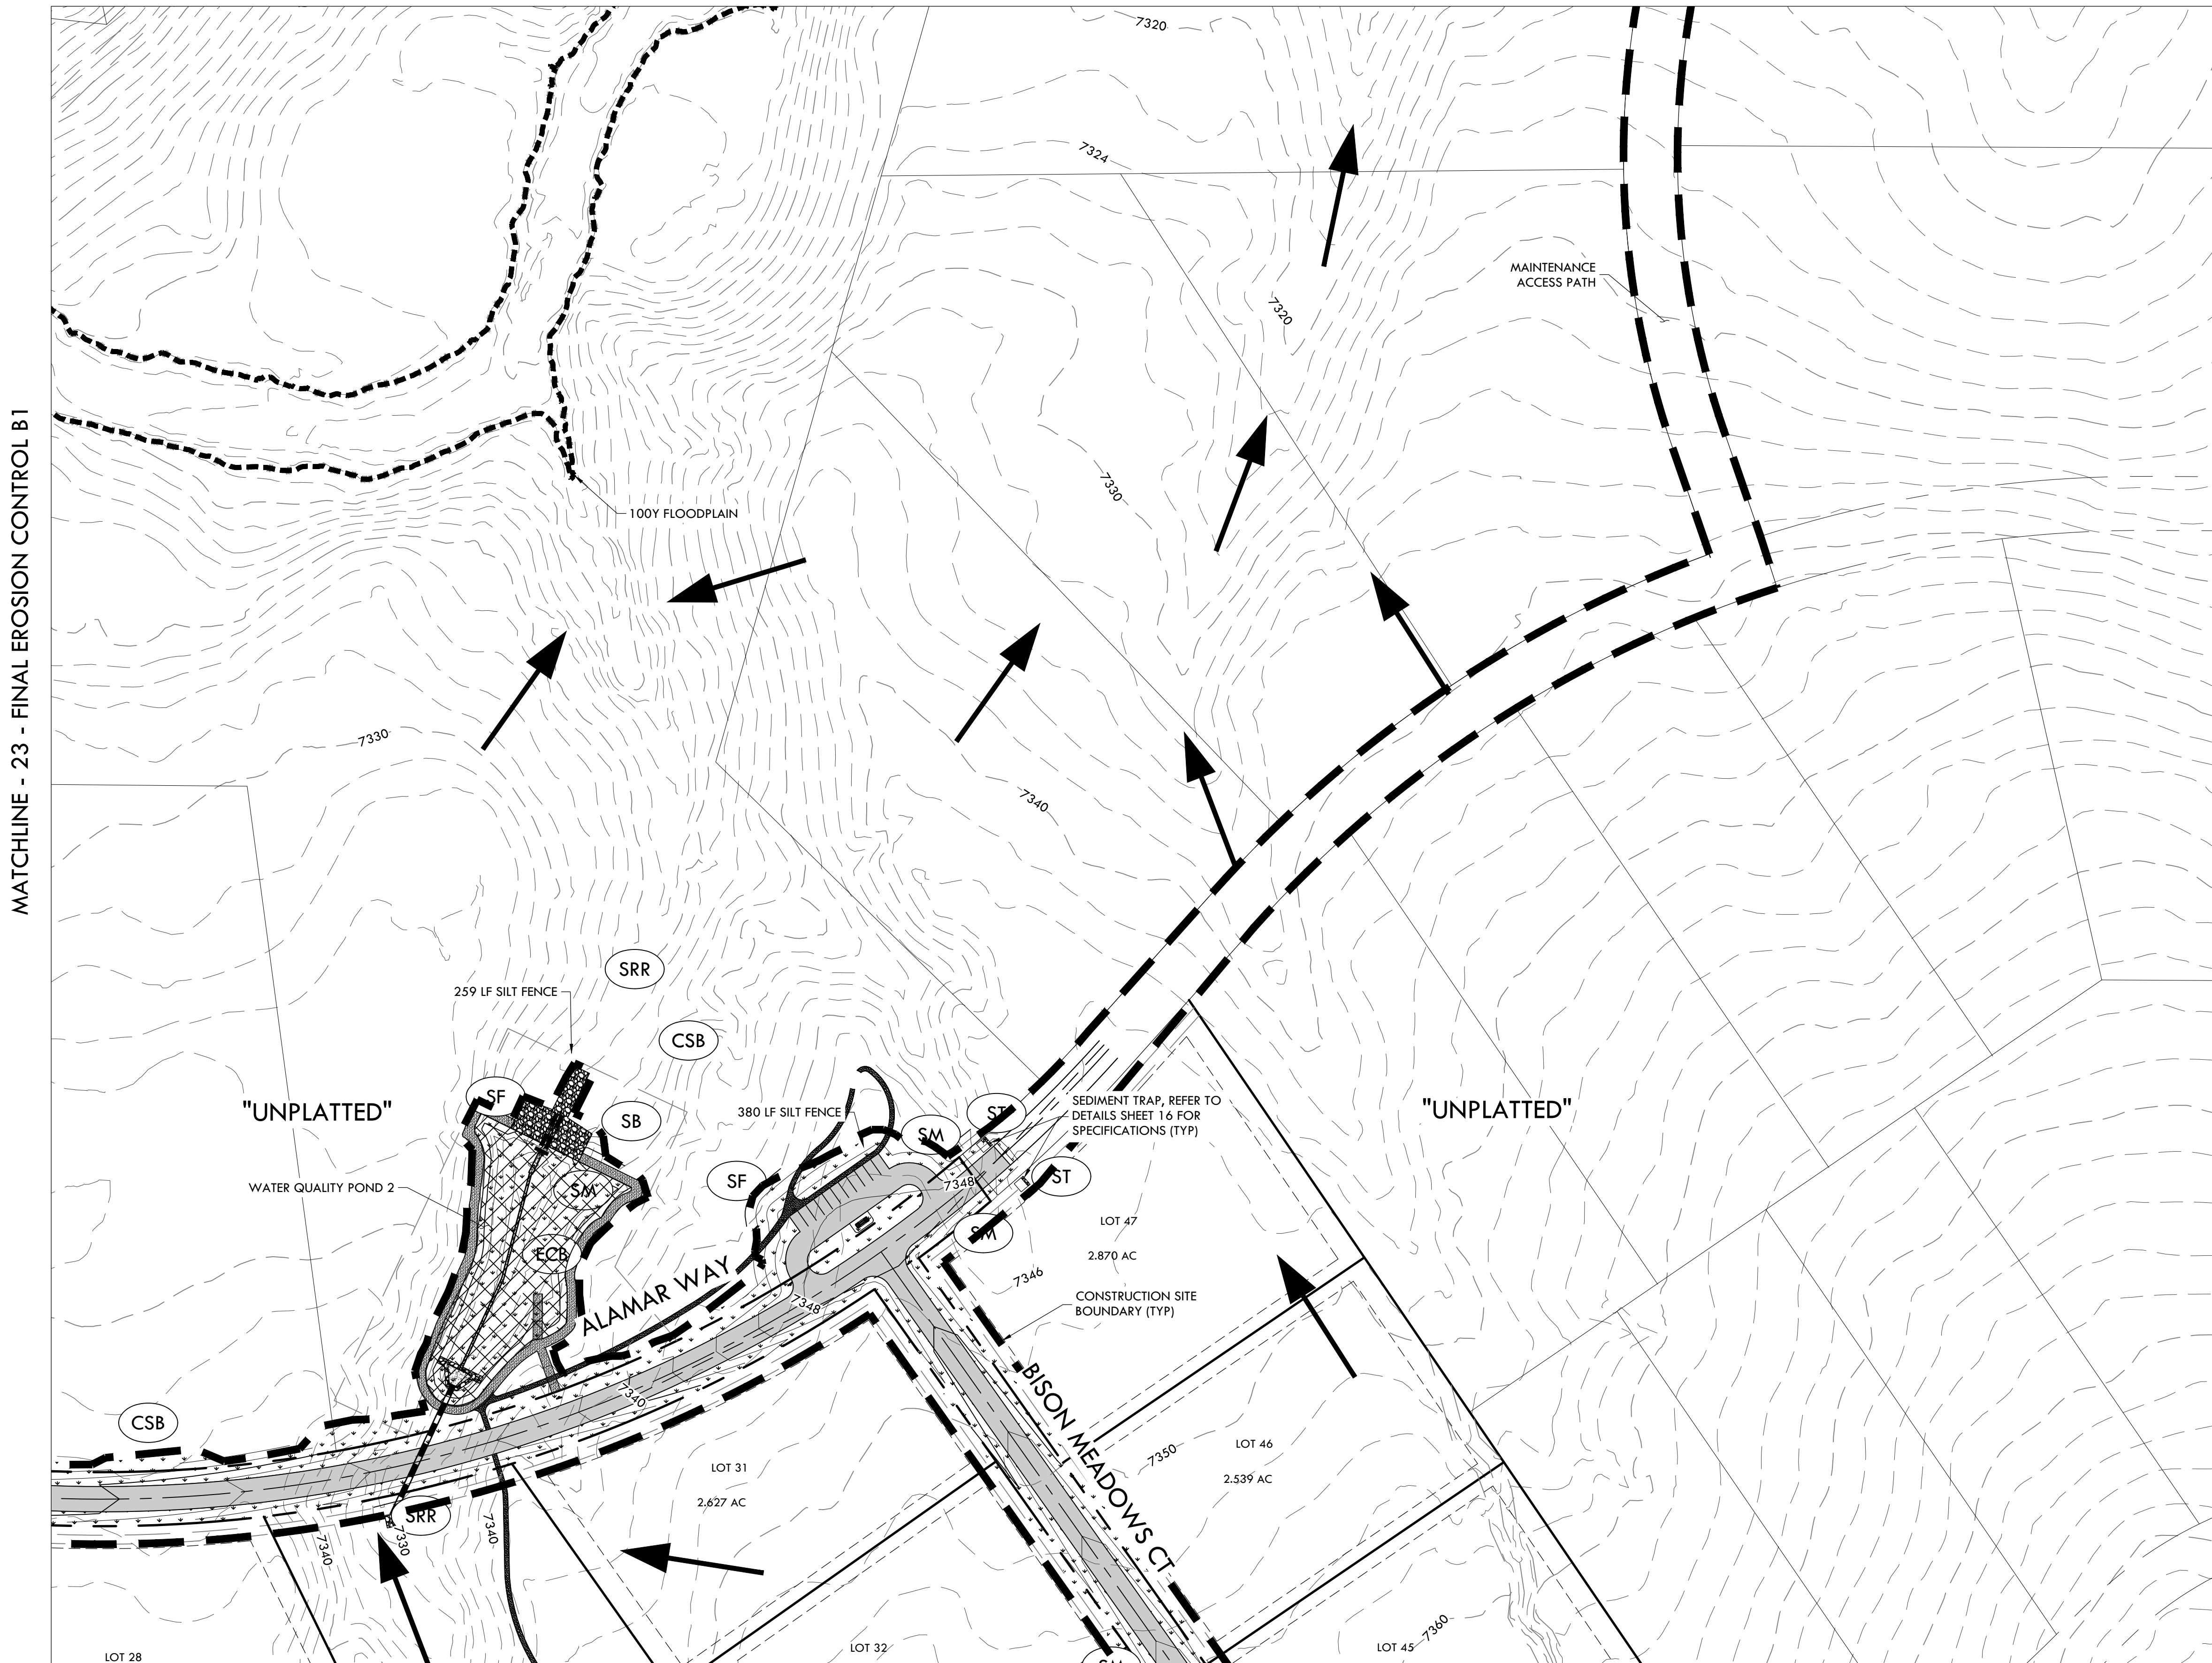 MATCHLINE - 23 - FINAL EROSION CONTROL B1
7320
7324
MAINTENANCE
ACCESS PATH
7320
7330
100Y FLOODPLAIN
7330
7340
SRR
259 LF SILT FENCE
CSB
SF
"UNPLATTED"
SB
380 LF SILT FENCE
SM
ST
SEDIMENT TRAP, REFER TO
DETAILS SHEET 16 FOR
SPECIFICATIONS (TYP)
"UNPLATTED"
WATER QUALITY POND 2
SM
SF
7348
ST
LOT 47
2.870 AC
SM
ECB
7346
ALAMAR WAY
7348
CONSTRUCTION SITE
BOUNDARY (TYP)
7340
BISON MEADOWS CT
CSB
LOT 46
2.539 AC
7350
LOT 31
2.627 AC
SRR
7340
7330
7340
LOT 28
LOT 32
LOT 45
7360
SM